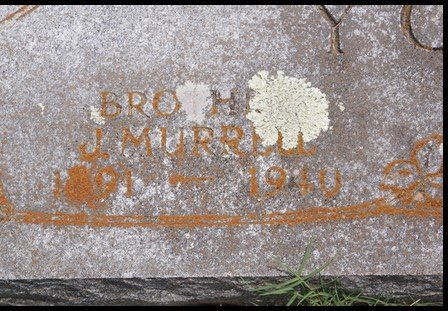 BROTHER
J. MURRELL
1891 — 1940